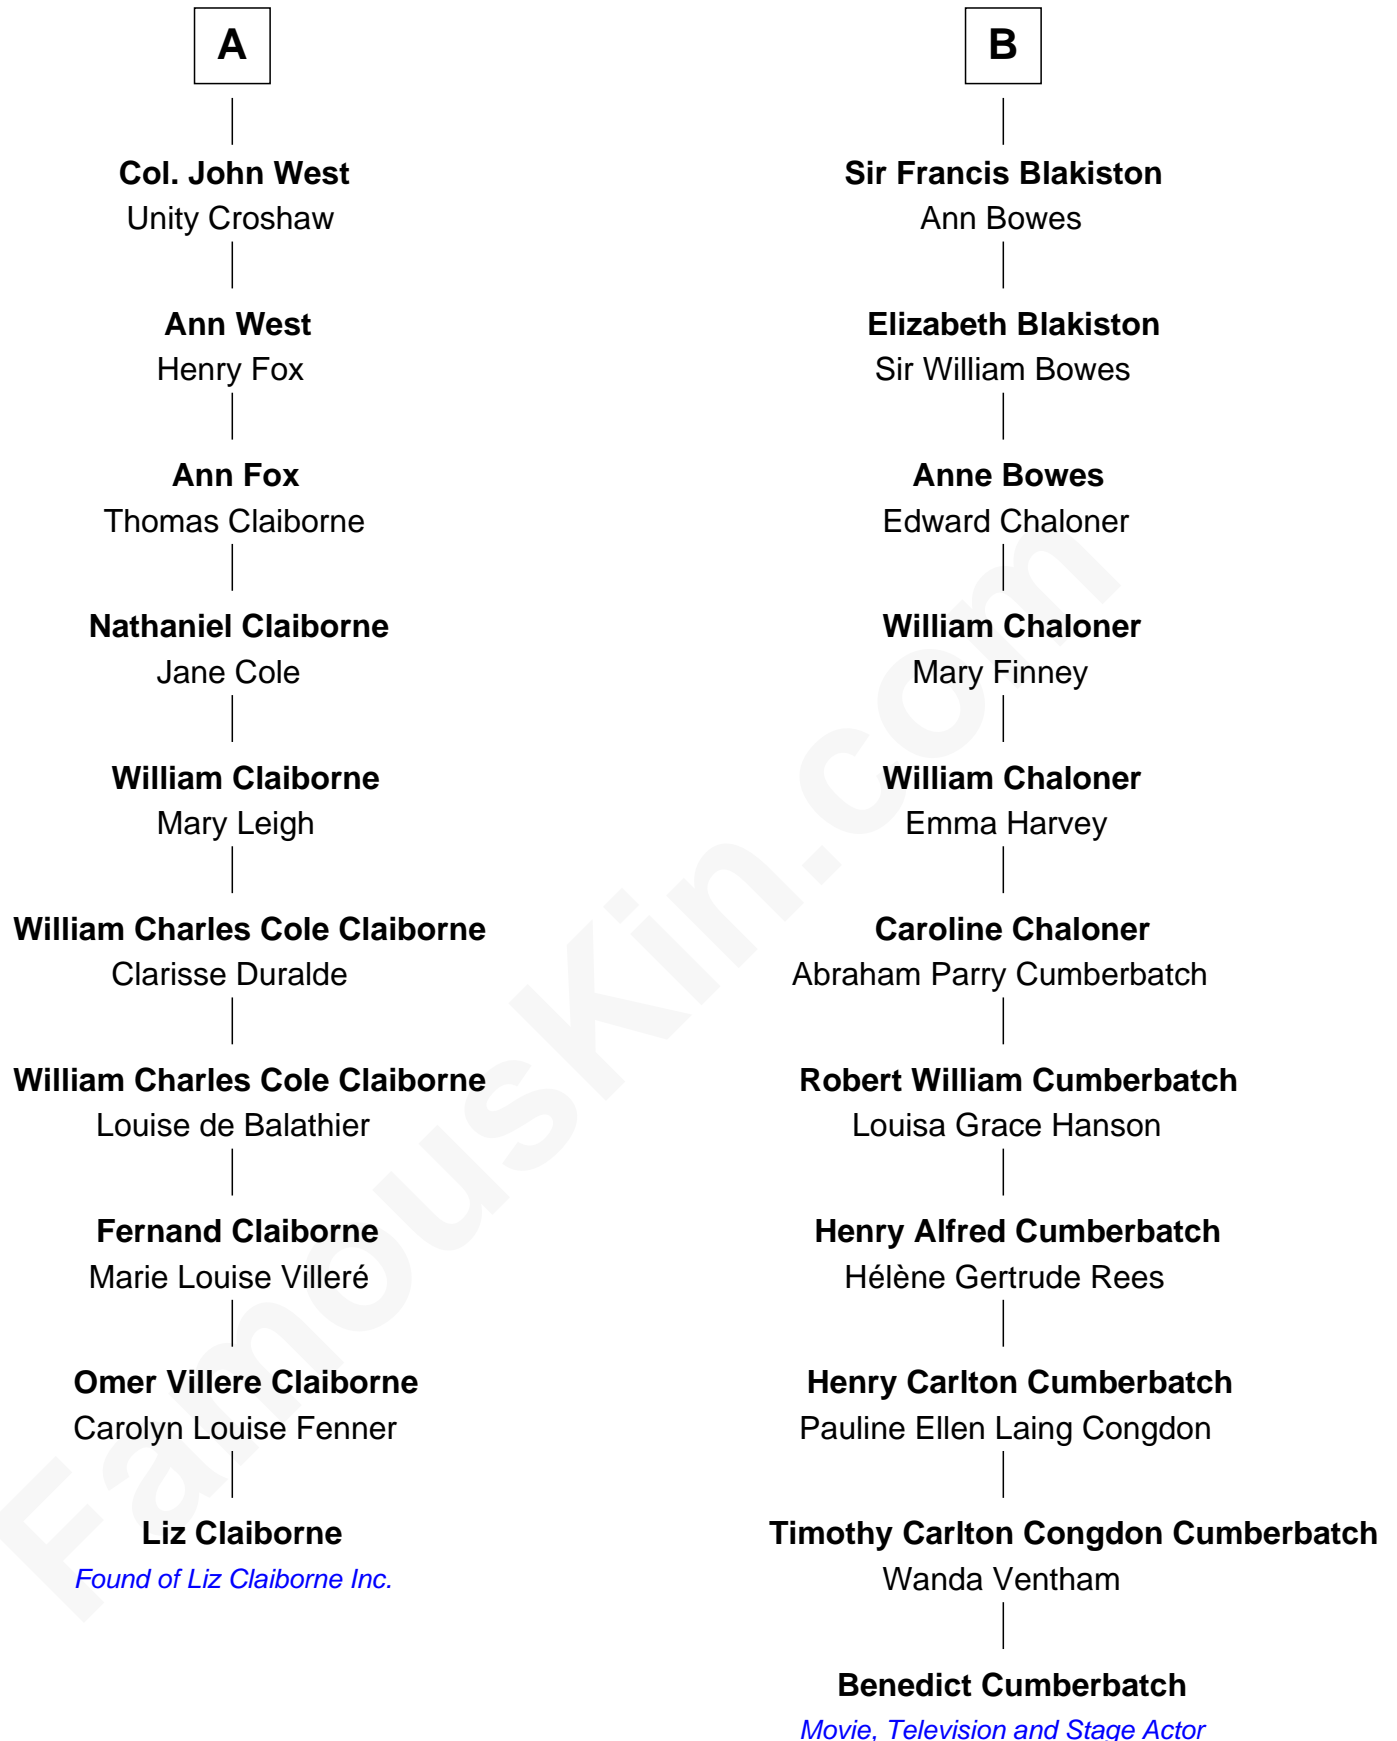 A
Col. John West
Unity Croshaw
Ann West
Henry Fox
Ann Fox
Thomas Claiborne
Nathaniel Claiborne
Jane Cole
William Claiborne
Mary Leigh
William Charles Cole Claiborne
Clarisse Duralde
William Charles Cole Claiborne
Louise de Balathier
Fernand Claiborne
Marie Louise Villeré
Omer Villere Claiborne
Carolyn Louise Fenner
Liz Claiborne
Found of Liz Claiborne Inc.
B
Sir Francis Blakiston
Ann Bowes
Elizabeth Blakiston
Sir William Bowes
Anne Bowes
Edward Chaloner
William Chaloner
Mary Finney
William Chaloner
Emma Harvey
Caroline Chaloner
Abraham Parry Cumberbatch
Robert William Cumberbatch
Louisa Grace Hanson
Henry Alfred Cumberbatch
Hélène Gertrude Rees
Henry Carlton Cumberbatch
Pauline Ellen Laing Congdon
Timothy Carlton Congdon Cumberbatch
Wanda Ventham
Benedict Cumberbatch
Movie, Television and Stage Actor
FamousKin.com